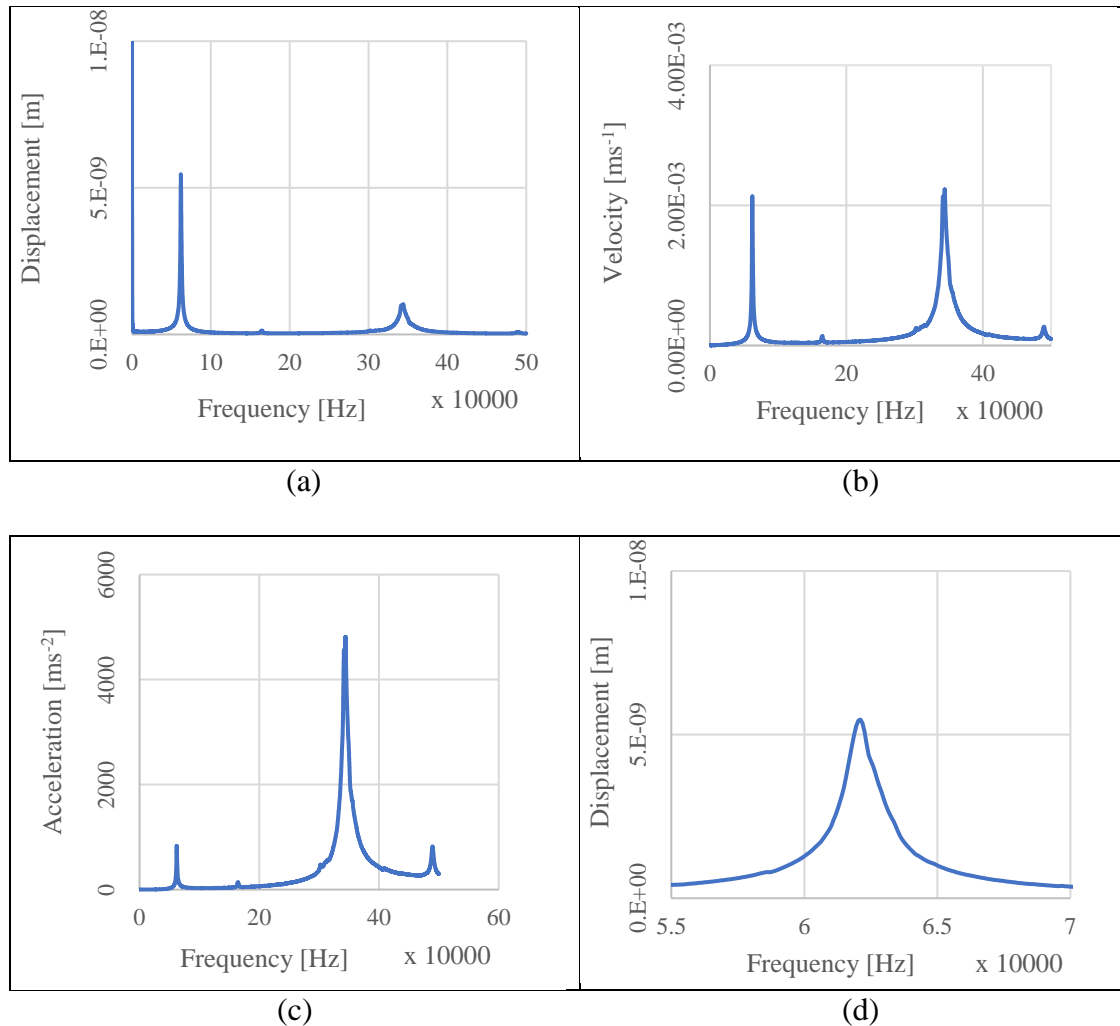 Displacement [m]
1.E-08
5.E-09
0.E+00
0 10 20 30 40 50
Frequency [Hz] x 10000
(a)
Velocity [ms-1]
4.00E-03
2.00E-03
0.00E+00
0 20 40
Frequency [Hz] x 10000
(b)
Acceleration [ms-2]
6000
4000
2000
0
0 20 40 60
Frequency [Hz] x 10000
(c)
Displacement [m]
1.E-08
5.E-09
0.E+00
5.5 6 6.5 7
Frequency [Hz] x 10000
(d)